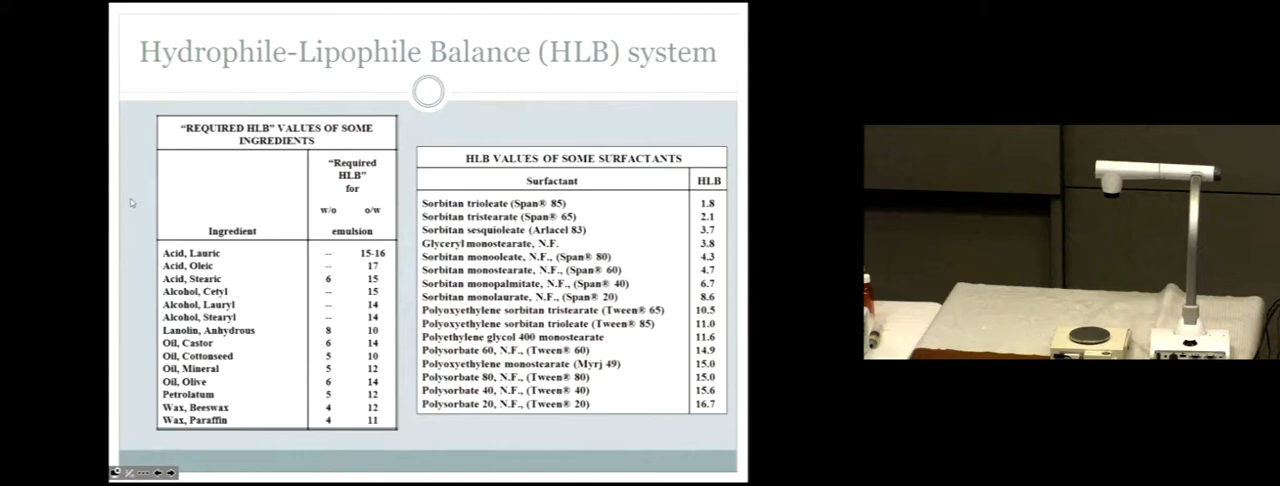 Hydrophile-Lipophile Balance (HLB) system
“REQUIRED HLB” VALUES OF SOME
INGREDIENTS
“Required
HLB”
for
w/o o/w
Ingredient emulsion
Acid, Lauric -- 15-16
Acid, Oleic -- 17
Acid, Stearic 6 15
Alcohol, Cetyl -- 15
Alcohol, Lauryl -- 14
Alcohol, Stearyl -- 14
Lanolin, Anhydrous 8 10
Oil, Castor 6 14
Oil, Cottonseed 5 10
Oil, Mineral 5 12
Oil, Olive 6 14
Petrolatum 5 12
Wax, Beeswax 4 12
Wax, Paraffin 4 11
HLB VALUES OF SOME SURFACTANTS
Surfactant HLB
Sorbitan trioleate (Span® 85) 1.8
Sorbitan tristearate (Span® 65) 2.1
Sorbitan sesquioleate (Arlacel 83) 3.7
Glyceryl monostearate, N.F. 3.8
Sorbitan monooleate, N.F., (Span® 80) 4.3
Sorbitan monostearate, N.F., (Span® 60) 4.7
Sorbitan monopalmitate, N.F., (Span® 40) 6.7
Sorbitan monolaurate, N.F., (Span® 20) 8.6
Polyoxyethylene sorbitan tristearate (Tween® 65) 10.5
Polyoxyethylene sorbitan trioleate (Tween® 85) 11.0
Polyethylene glycol 400 monostearate 11.6
Polysorbate 60, N.F., (Tween® 60) 14.9
Polyoxyethylene monostearate (Myrj 49) 15.0
Polysorbate 80, N.F., (Tween® 80) 15.0
Polysorbate 40, N.F., (Tween® 40) 15.6
Polysorbate 20, N.F., (Tween® 20) 16.7